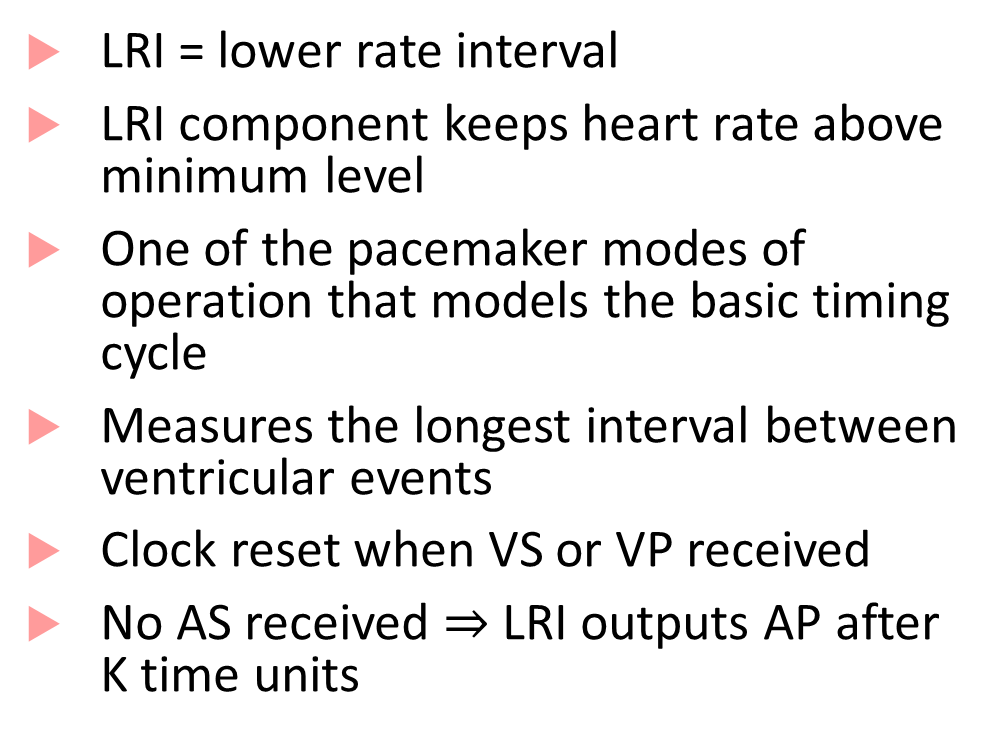 LRI = lower rate interval
LRI component keeps heart rate above
minimum level
One of the pacemaker modes of
operation that models the basic timing
cycle
Measures the longest interval between
ventricular events
Clock reset when VS or VP received
No AS received ⇒ LRI outputs AP after
K time units